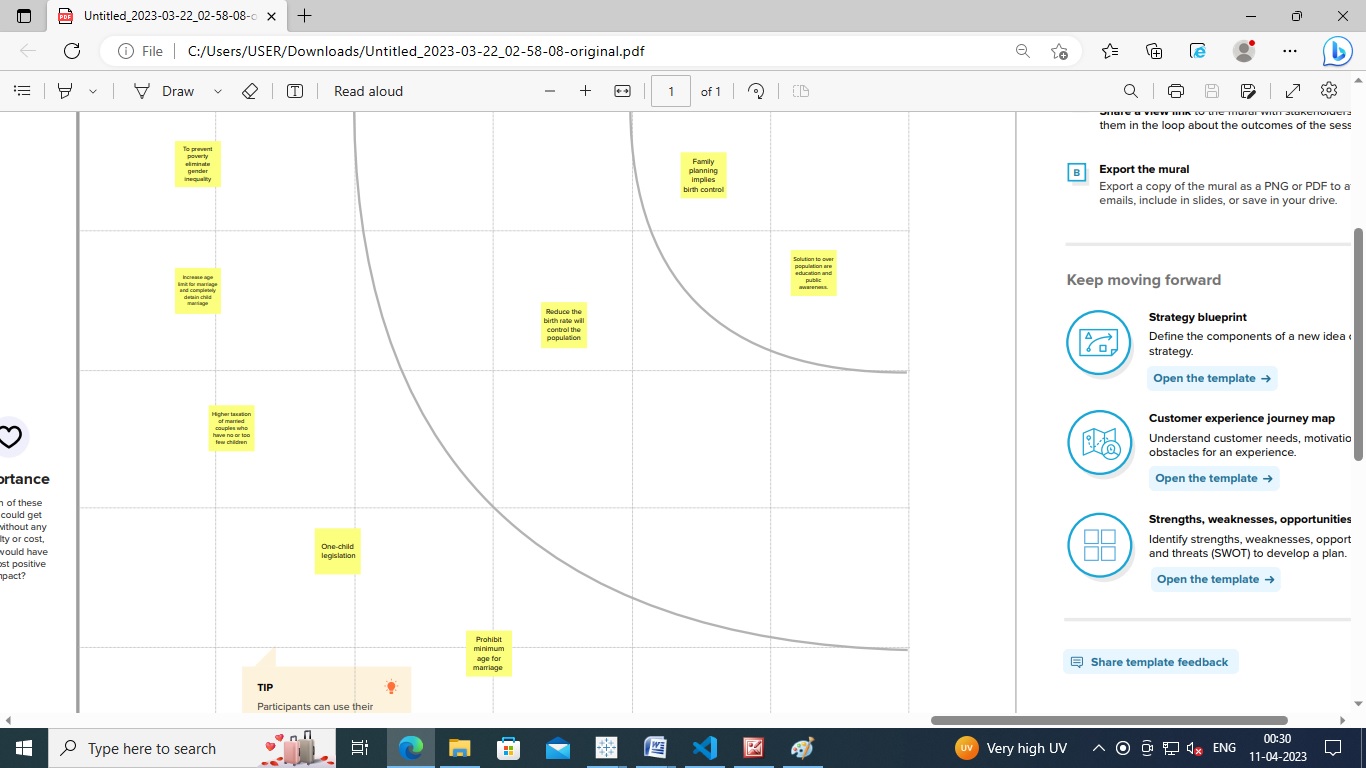 Untitled_2023-03-22_02-58-08-o
File
C:/Users/USER/Downloads/Untitled_2023-03-22_02-58-08-original.pdf
Draw
Read aloud
1
of 1
To prevent
poverty
eliminate
gender
inequality
Family
planning
implies
birth control
Increase age
limit for marriage
and completely
detain child
marriage
Solution to over
population are
education and
public
awareness.
Reduce the
birth rate will
control the
population
Higher taxation
of married
couples who
have no or too
few children
One-child
legislation
Prohibit
minimum
age for
marriage
TIP
Participants can use their
ortance
n of these
could get
without any
lty or cost,
would have
ost positive
mpact?
Share a view link to the mural with stakeholders
them in the loop about the outcomes of the sess
B
Export the mural
Export a copy of the mural as a PNG or PDF to a
emails, include in slides, or save in your drive.
Keep moving forward
Strategy blueprint
Define the components of a new idea o
strategy.
Open the template →
Customer experience journey map
Understand customer needs, motivatio
obstacles for an experience.
Open the template →
Strengths, weaknesses, opportunities
Identify strengths, weaknesses, opport
and threats (SWOT) to develop a plan.
Open the template →
Share template feedback
Type here to search
UV
Very high UV
ENG
00:30
11-04-2023